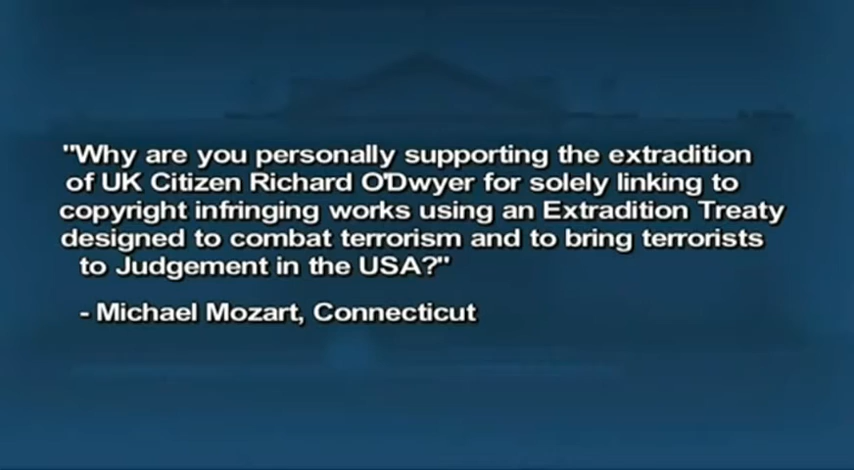 "Why are you personally supporting the extradition
of UK Citizen Richard O'Dwyer for solely linking to
copyright infringing works using an Extradition Treaty
designed to combat terrorism and to bring terrorists
to Judgement in the USA?"
- Michael Mozart, Connecticut